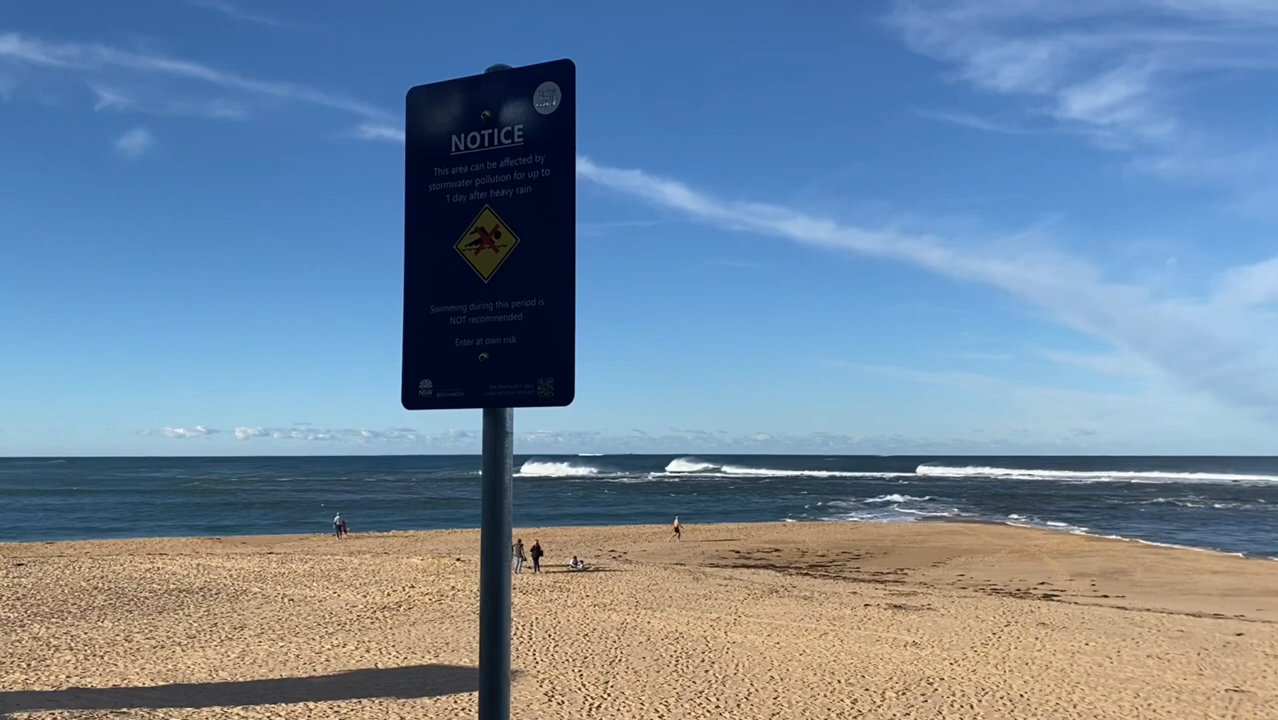 NOTICE
This area can be affected by
stormwater pollution for up to
1 day after heavy rain
Swimming during this period is
NOT recommended
Enter at own risk
NSW